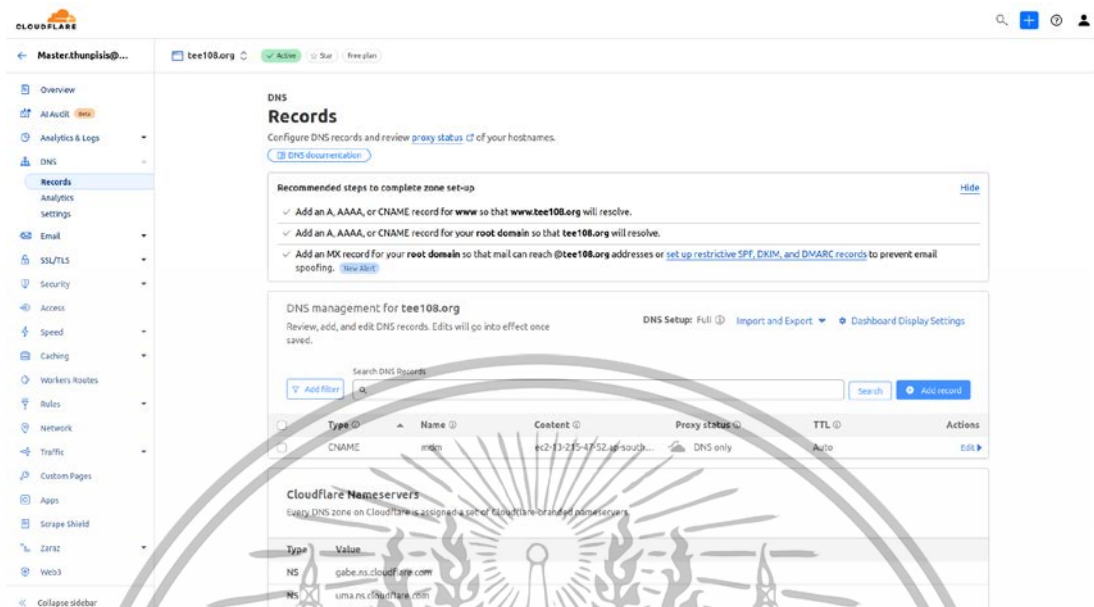 CLOUDFLARE
Master.thunpisis@...
tee108.org
Active
Star
Free plan
Overview
AI Audit Beta
Analytics & Logs
DNS
Records
Analytics
Settings
Email
SSL/TLS
Security
Access
Speed
Caching
Workers Routes
Rules
Network
Traffic
Custom Pages
Apps
Scrape Shield
Zaraz
Web3
Collapse sidebar
DNS
Records
Configure DNS records and review proxy status of your hostnames.
DNS documentation
Recommended steps to complete zone set-up
Hide
Add an A, AAAA, or CNAME record for www so that www.tee108.org will resolve.
Add an A, AAAA, or CNAME record for your root domain so that tee108.org will resolve.
Add an MX record for your root domain so that mail can reach @tee108.org addresses or set up restrictive SPF, DKIM, and DMARC records to prevent email
spoofing. New Alert
DNS management for tee108.org
Review, add, and edit DNS records. Edits will go into effect once
saved.
DNS Setup: Full
Import and Export
Dashboard Display Settings
Search DNS Records
Add filter
Search
Add record
Type Name Content Proxy status TTL Actions
CNAME mdm ec2-13-215-47-52.ap-south... DNS only Auto Edit
Cloudflare Nameservers
Every DNS zone on Cloudflare is assigned a set of Cloudflare-branded nameservers.
Type Value
NS gabe.ns.cloudflare.com
NS uma.ns.cloudflare.com